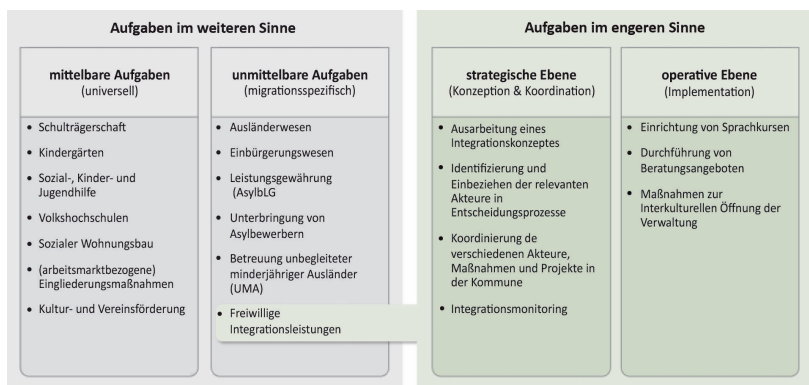 Aufgaben im weiteren Sinne
mittelbare Aufgaben
(universell)
• Schulträgerschaft
• Kindergärten
• Sozial-, Kinder- und
Jugendhilfe
• Volkshochschulen
• Sozialer Wohnungsbau
• (arbeitsmarktbezogene)
Eingliederungsmaßnahmen
• Kultur- und Vereinsförderung
unmittelbare Aufgaben
(migrationsspezifisch)
• Ausländerwesen
• Einbürgerungswesen
• Leistungsgewährung
(AsylbLG
• Unterbringung von
Asylbewerbern
• Betreuung unbegleiteter
minderjähriger Ausländer
(UMA)
• Freiwillige
Integrationsleistungen
Aufgaben im engeren Sinne
strategische Ebene
(Konzeption & Koordination)
• Ausarbeitung eines
Integrationskonzeptes
• Identifizierung und
Einbeziehen der relevanten
Akteure in
Entscheidungsprozesse
• Koordinierung de
verschiedenen Akteure,
Maßnahmen und Projekte in
der Kommune
• Integrationsmonitoring
operative Ebene
(Implementation)
• Einrichtung von Sprachkursen
• Durchführung von
Beratungsangeboten
• Maßnahmen zur
Interkulturellen Öffnung der
Verwaltung